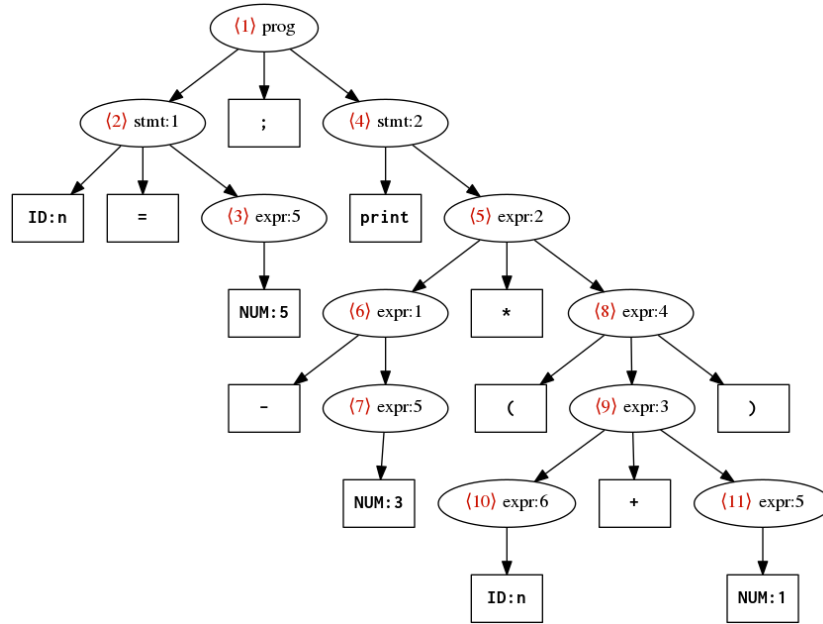 ⟨1⟩ prog
⟨2⟩ stmt:1
;
⟨4⟩ stmt:2
ID:n
=
⟨3⟩ expr:5
print
⟨5⟩ expr:2
NUM:5
⟨6⟩ expr:1
*
⟨8⟩ expr:4
-
⟨7⟩ expr:5
(
⟨9⟩ expr:3
)
NUM:3
⟨10⟩ expr:6
+
⟨11⟩ expr:5
ID:n
NUM:1